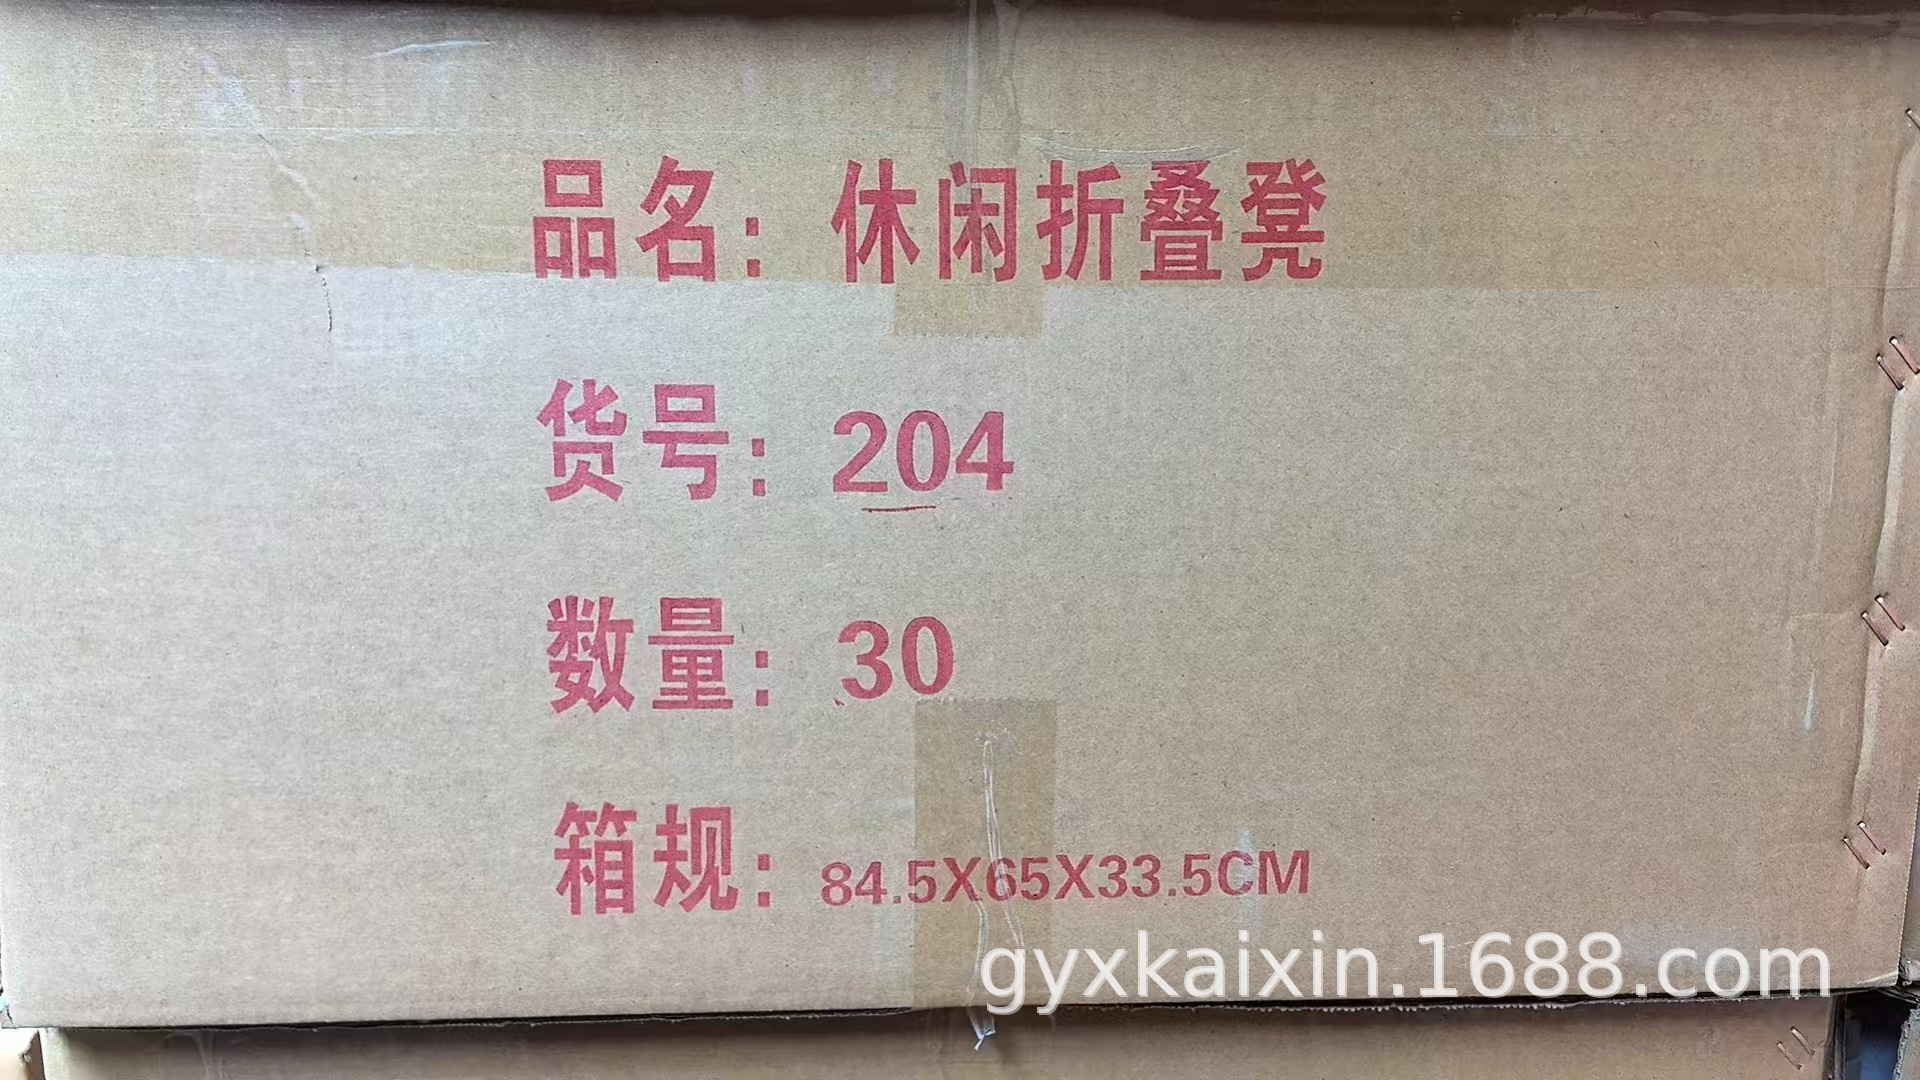 品名：休闲折叠凳
货号：204
数量：30
箱规：84.5X65X33.5CM
gyxkaixin.1688.com